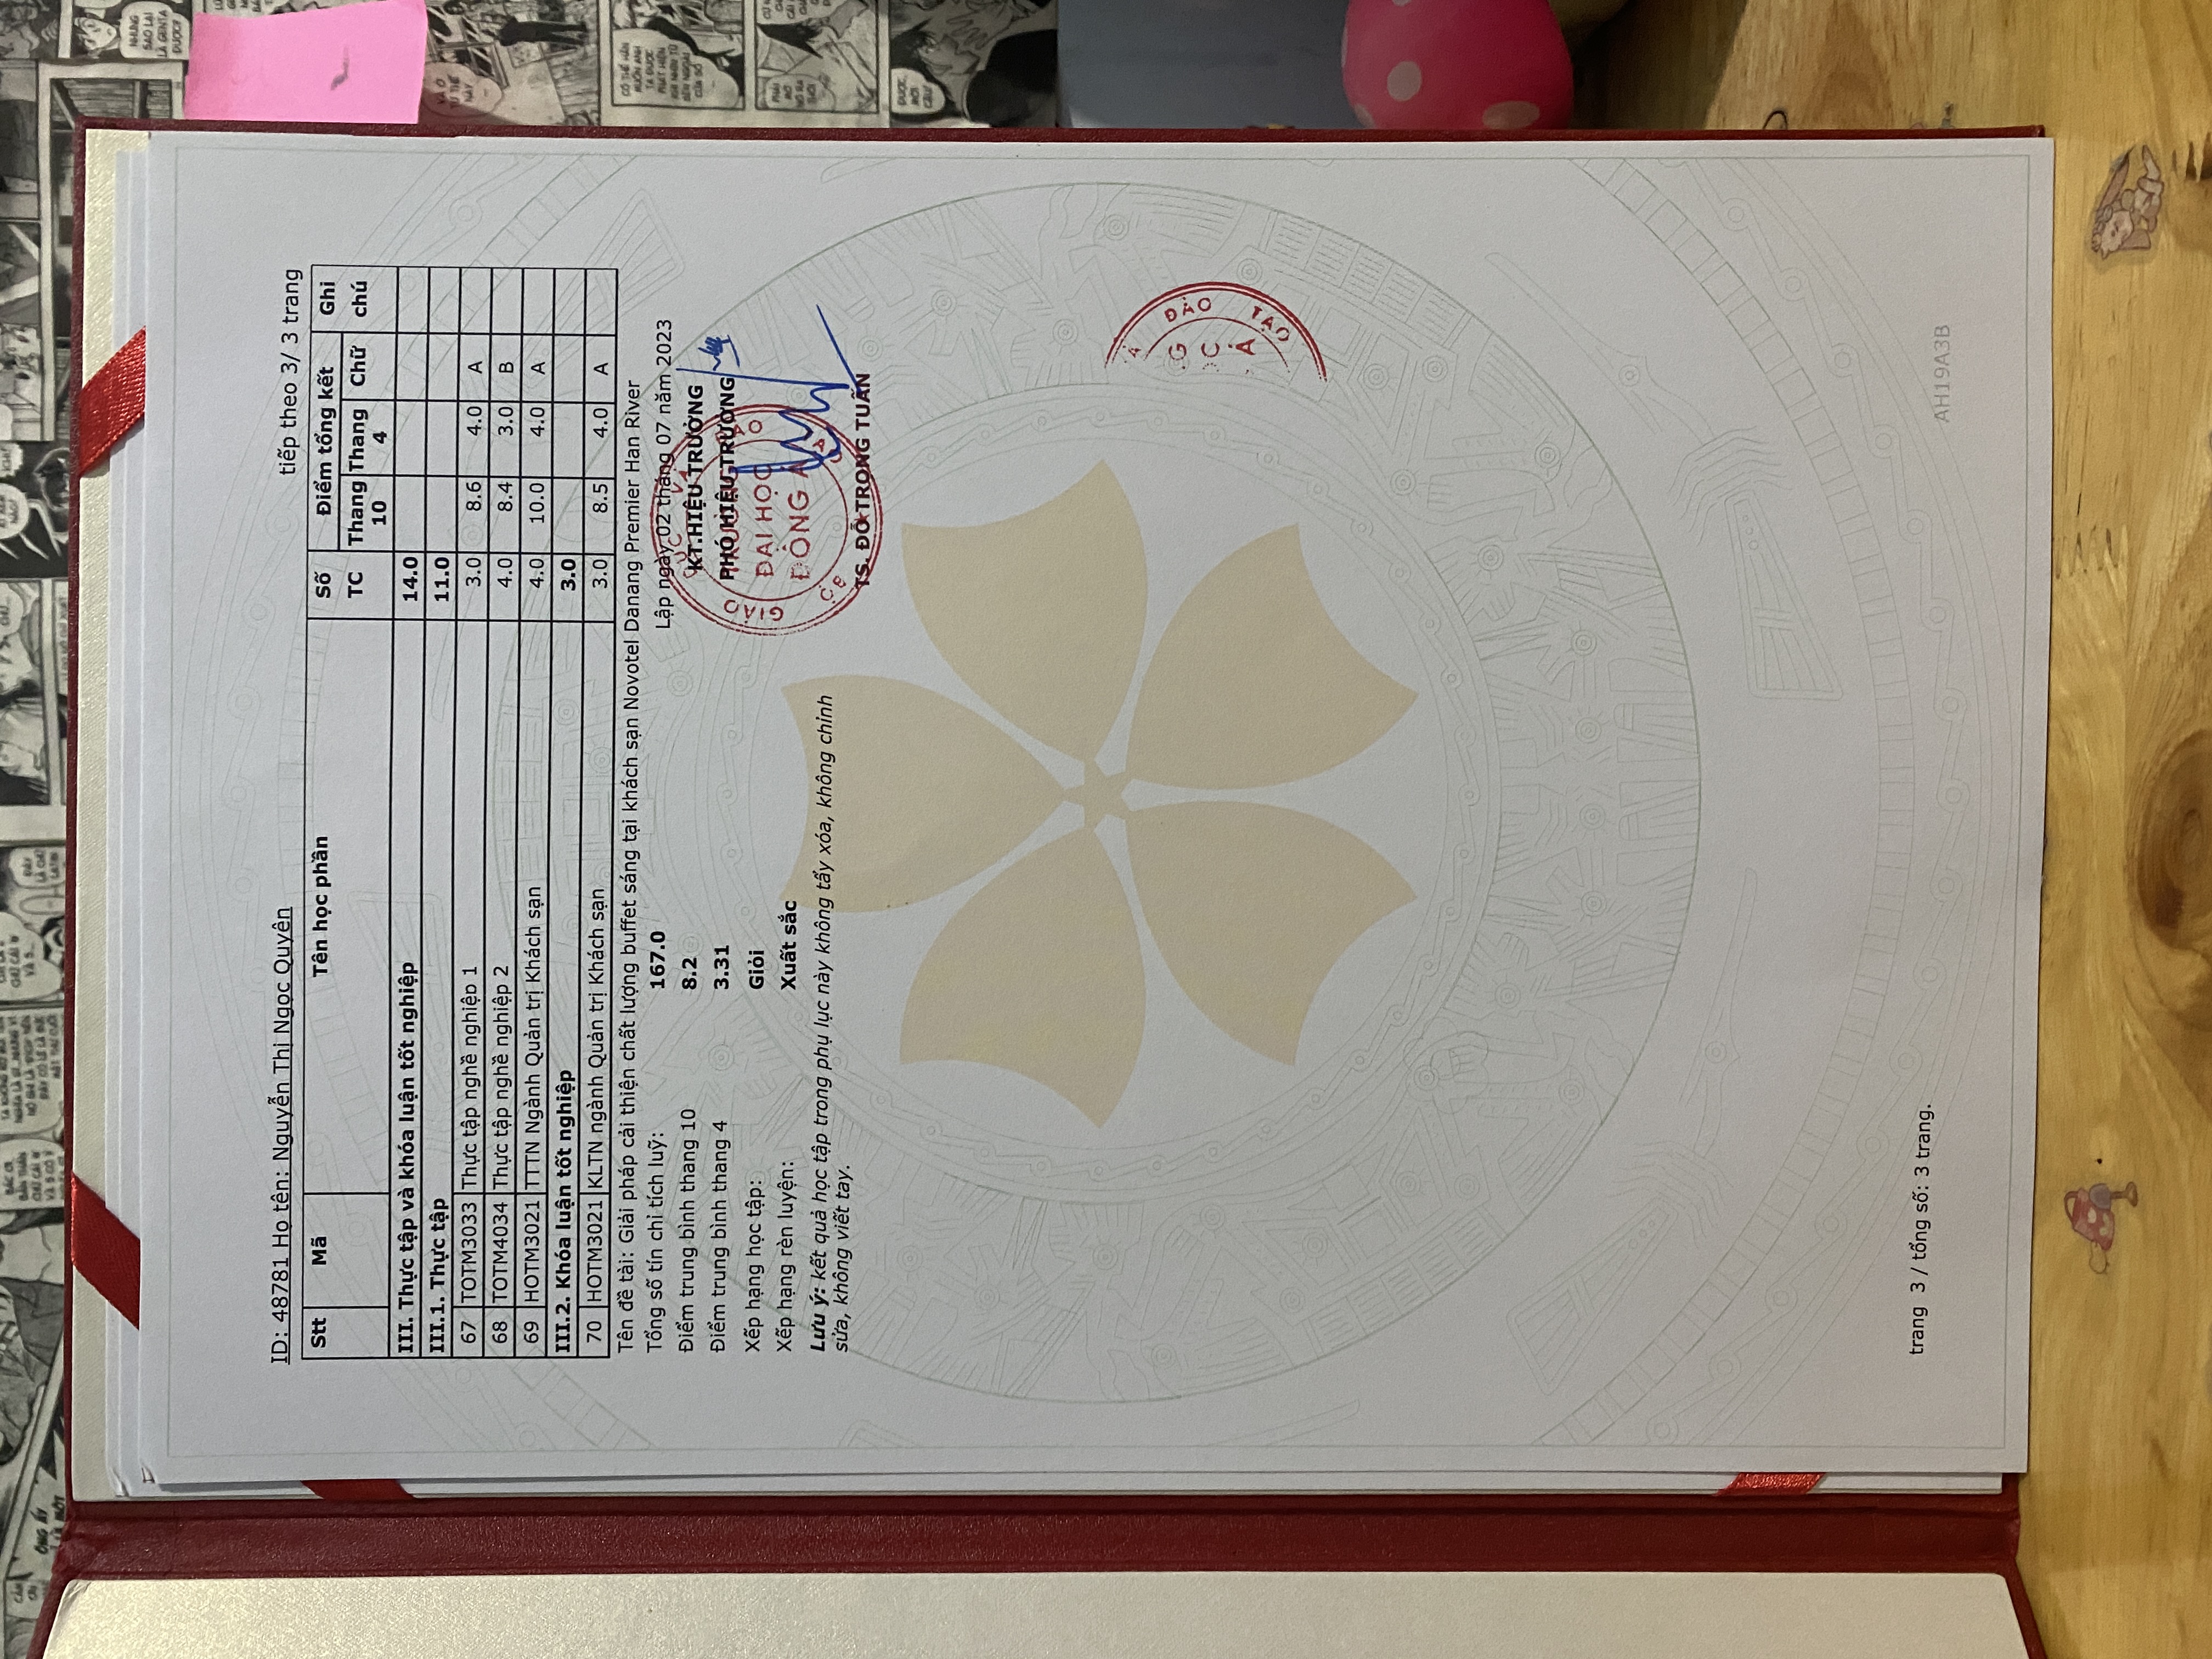 ID: 48781 Họ tên: Nguyễn Thị Ngọc Quyên
tiếp theo 3/ 3 trang
Stt Mã Tên học phần Số TC Điểm tổng kết Ghi chú
Thang 10 Thang 4 Chữ
III. Thực tập và khóa luận tốt nghiệp 14.0
III.1. Thực tập 11.0
67 TOTM3033 Thực tập nghề nghiệp 1 3.0 8.6 4.0 A
68 TOTM4034 Thực tập nghề nghiệp 2 4.0 8.4 3.0 B
69 HOTM3021 TTTN Ngành Quản trị Khách sạn 4.0 10.0 4.0 A
III.2. Khóa luận tốt nghiệp 3.0
70 HOTM3021 KLTN ngành Quản trị Khách sạn 3.0 8.5 4.0 A
Tên đề tài: Giải pháp cải thiện chất lượng buffet sáng tại khách sạn Novotel Danang Premier Han River
Tổng số tín chỉ tích luỹ: 167.0
Lập ngày 02 tháng 07 năm 2023
Điểm trung bình thang 10 8.2
KT.HIỆU TRƯỞNG
Điểm trung bình thang 4 3.31
PHÓ HIỆU TRƯỞNG
Xếp hạng học tập: Giỏi
ĐẠI HỌC
Xếp hạng rèn luyện: Xuất sắc
ĐÔNG Á
Lưu ý: kết quả học tập trong phụ lục này không tẩy xóa, không chỉnh
sửa, không viết tay.
TS. ĐỖ TRỌNG TUẤN
ĐÀO TẠO
trang 3 / tổng số: 3 trang.
AH19A3B